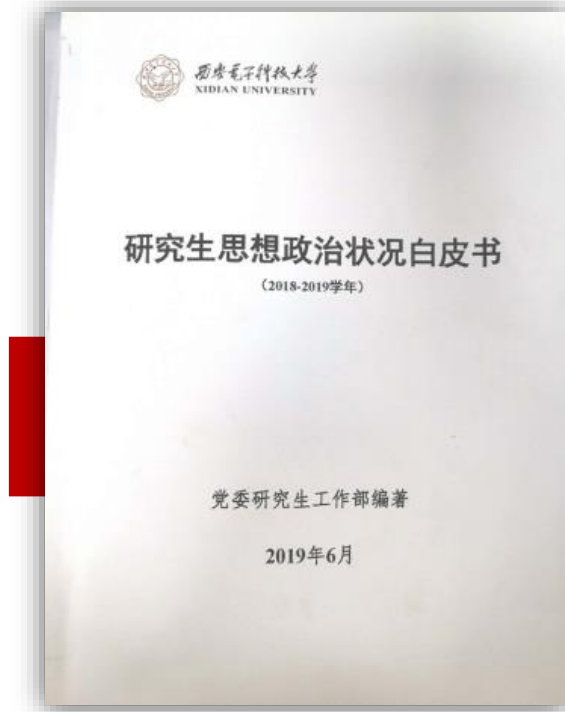 西安电子科技大学
XIDIAN UNIVERSITY
研究生思想政治状况白皮书
(2018-2019学年)
党委研究生工作部编著
2019年6月